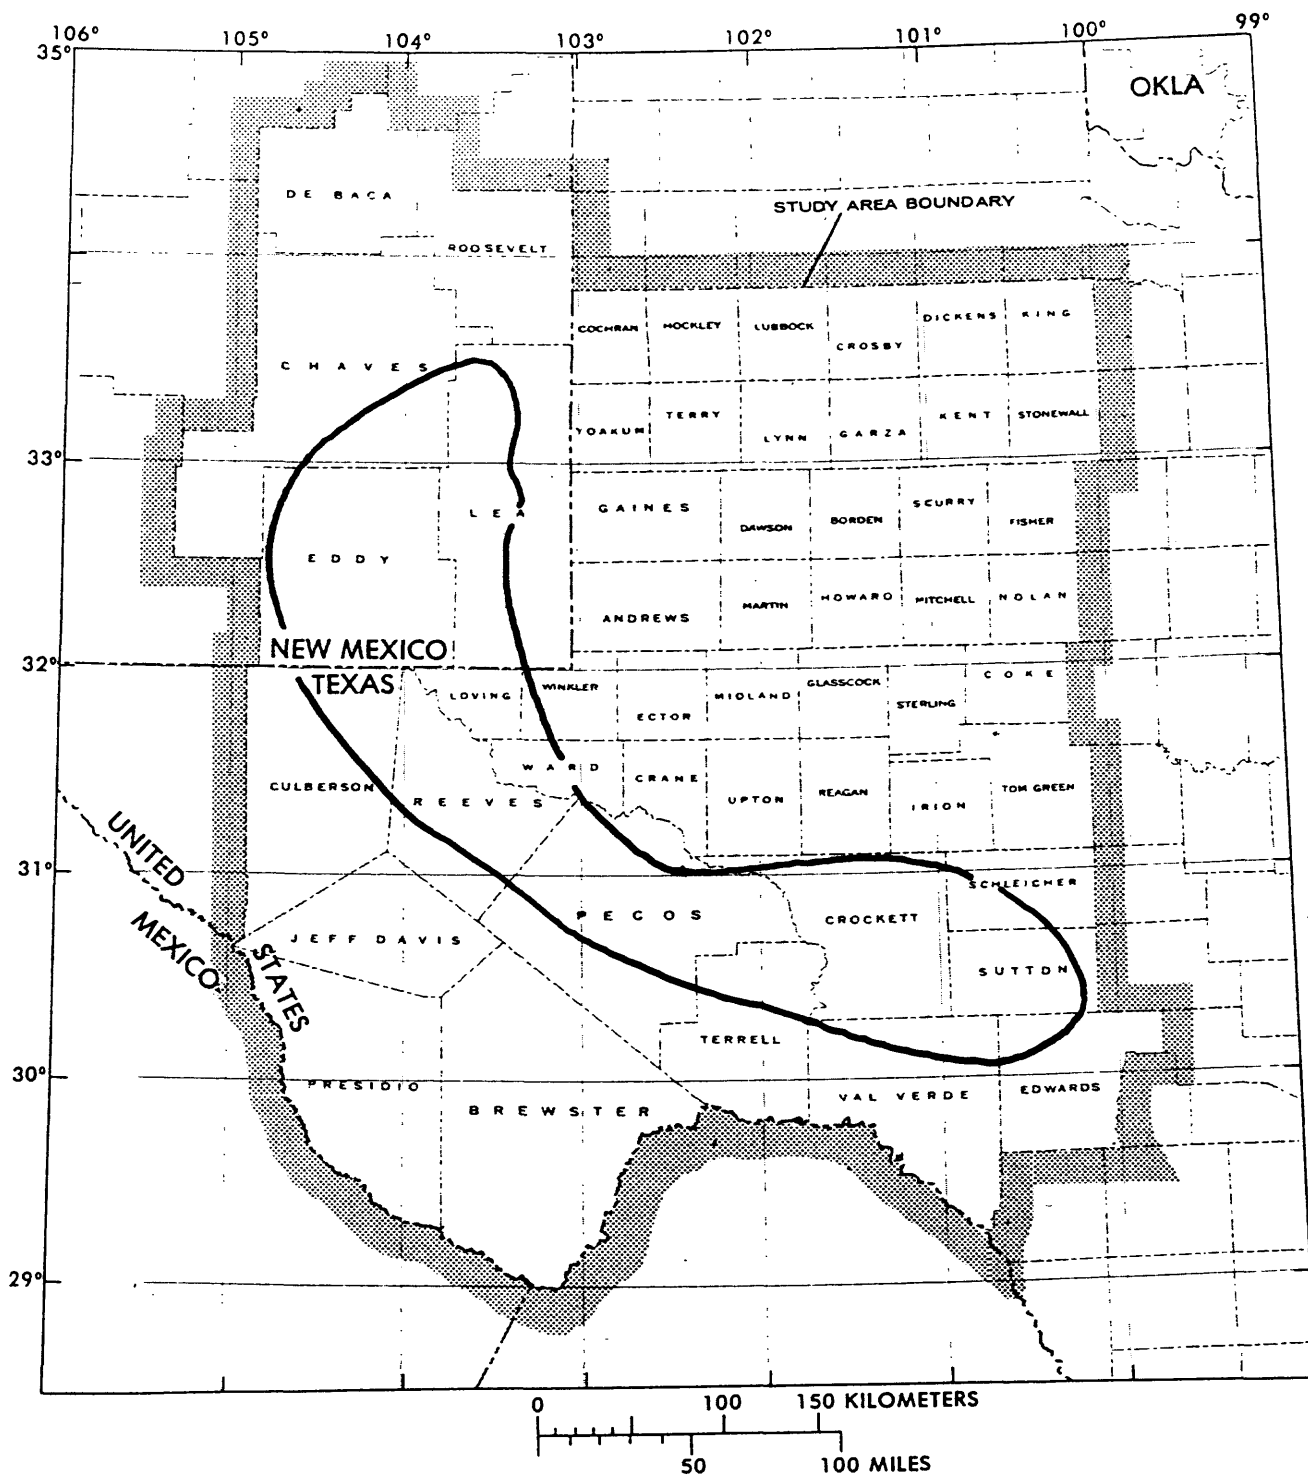 106° 105° 104° 103° 102° 101° 100° 99°
35°
OKLA
DE BACA
STUDY AREA BOUNDARY
ROOSEVELT
COCHRAN HOCKLEY LUBBOCK CROSBY DICKENS KING
CHAVES
YOAKUM TERRY LYNN GARZA KENT STONEWALL
33°
LEA GAINES DAWSON BORDEN SCURRY FISHER
EDDY
ANDREWS MARTIN HOWARD MITCHELL NOLAN
NEW MEXICO
32°
TEXAS
LOVING WINKLER ECTOR MIDLAND GLASSCOCK STERLING COKE
CULBERSON REEVES WARD CRANE UPTON REAGAN IRION TOM GREEN
UNITED
31°
SCHLEICHER
MEXICO
STATES
JEFF DAVIS PECOS CROCKETT
SUTTON
TERRELL
30°
PRESIDIO BREWSTER VAL VERDE EDWARDS
29°
0 100 150 KILOMETERS
50 100 MILES